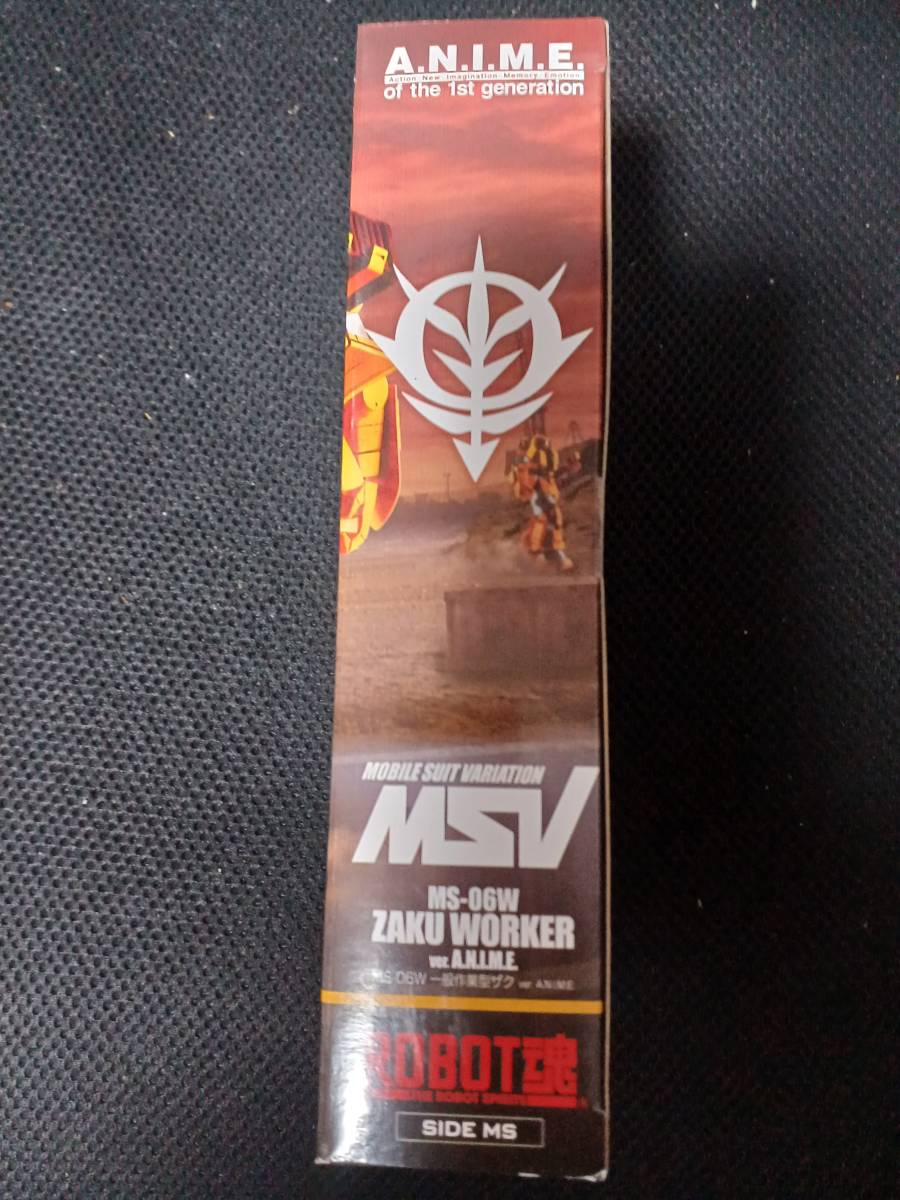 A.N.I.M.E.
Action New Imagination Memory Emotion
of the 1st generation
MOBILE SUIT VARIATION
MSV
MS-06W
ZAKU WORKER
ver. A.N.I.M.E.
MS-06W 一般作業型ザク ver. A.N.I.M.E.
ROBOT魂
THE ROBOT SPIRITS
SIDE MS